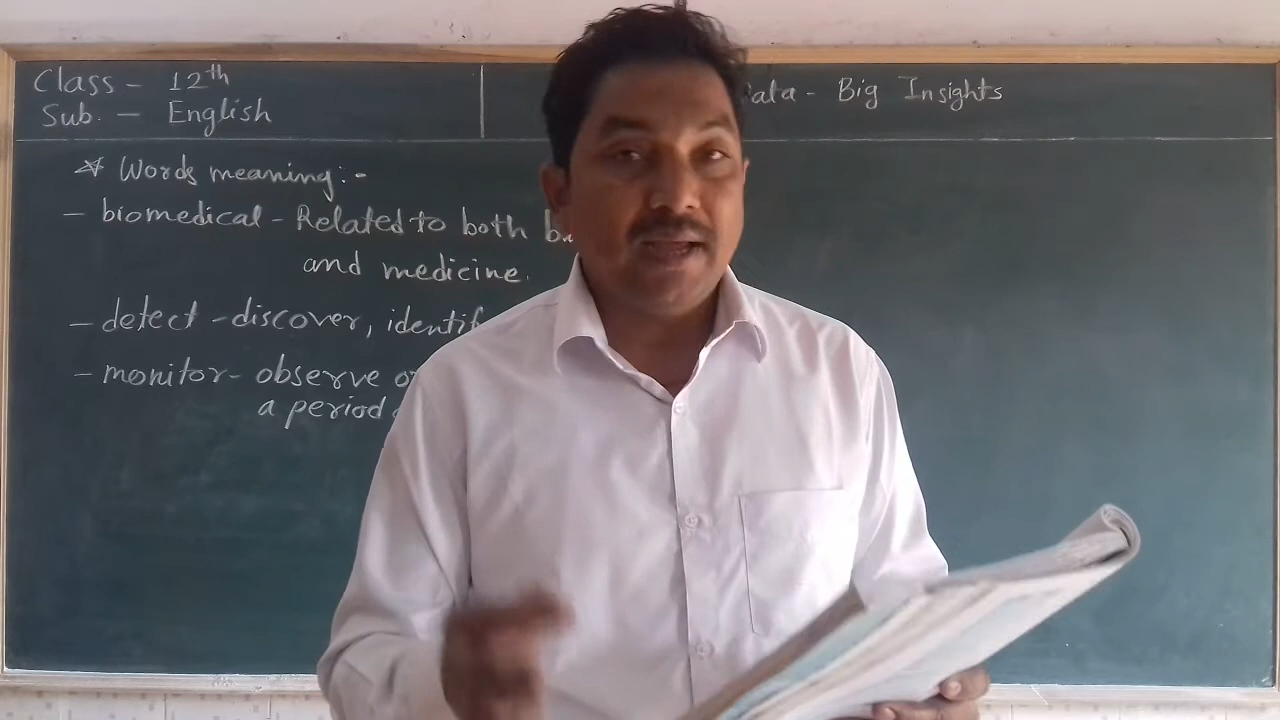 Class - 12th
Sub. - English
Data - Big Insights
* Words meaning:-
- biomedical - Related to both
and medicine.
- detect - discover,
- monitor - observe
a period